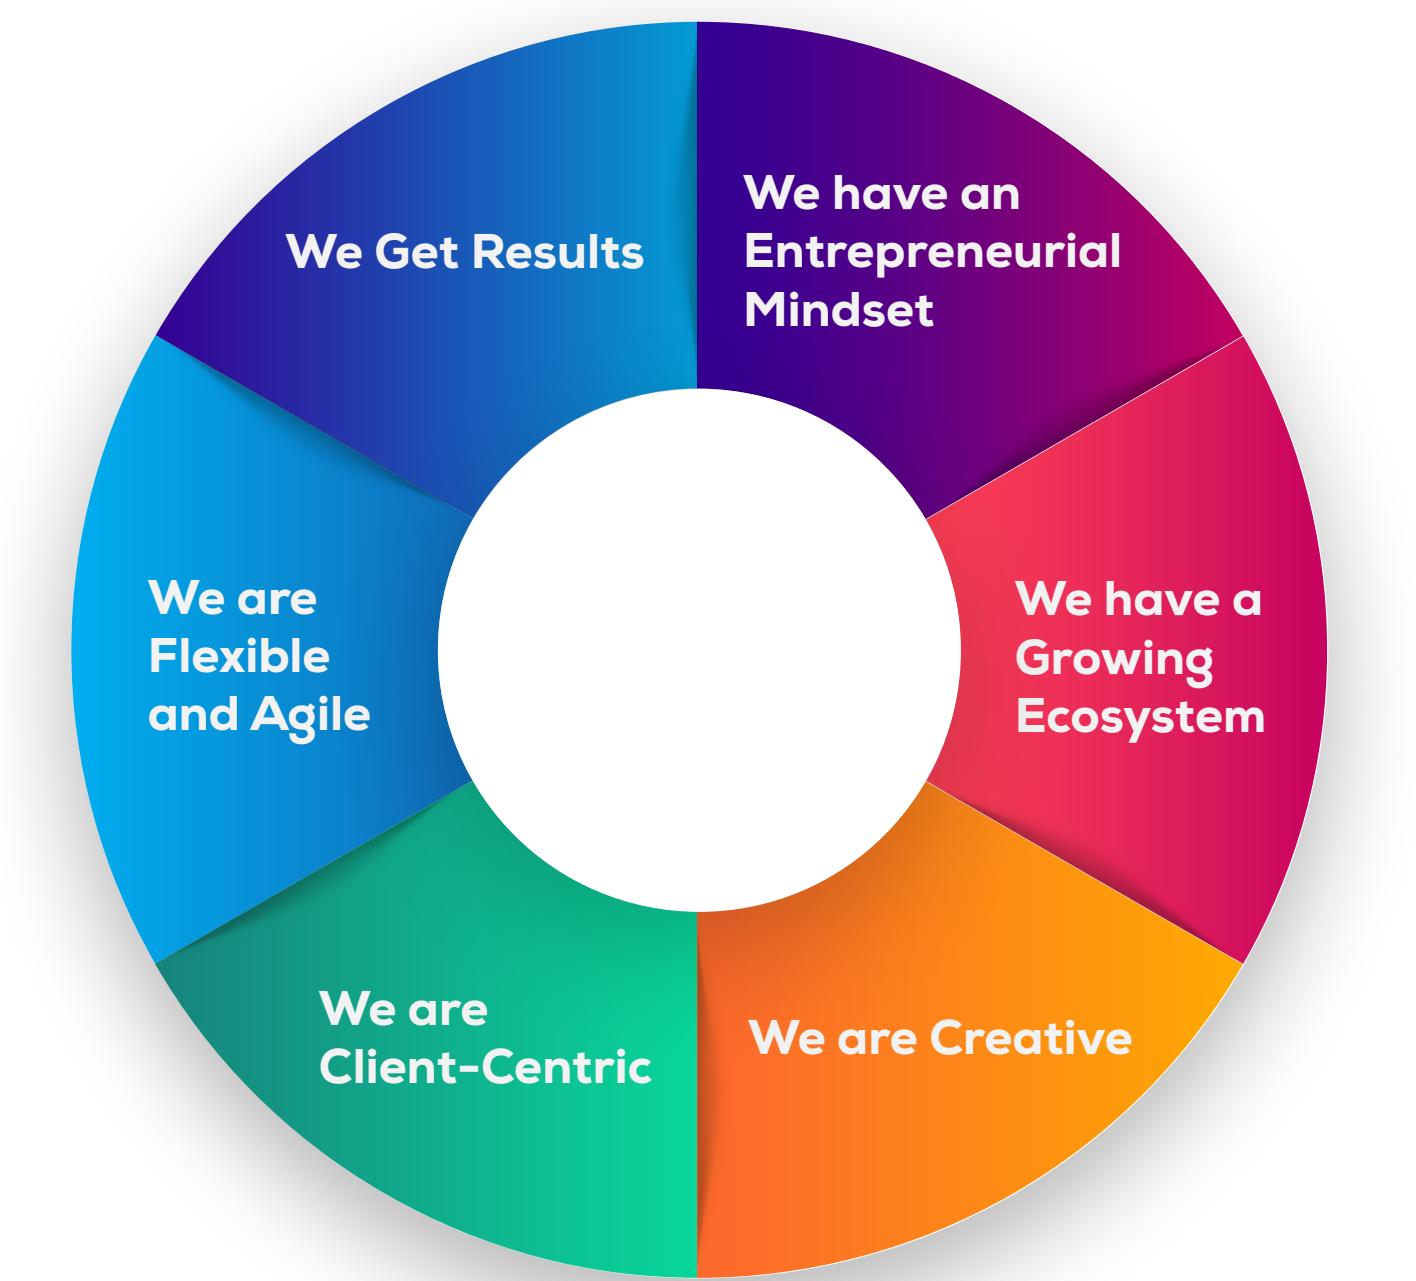 We Get Results
We have an
Entrepreneurial
Mindset
We have a
Growing
Ecosystem
We are Creative
We are
Client-Centric
We are
Flexible
and Agile